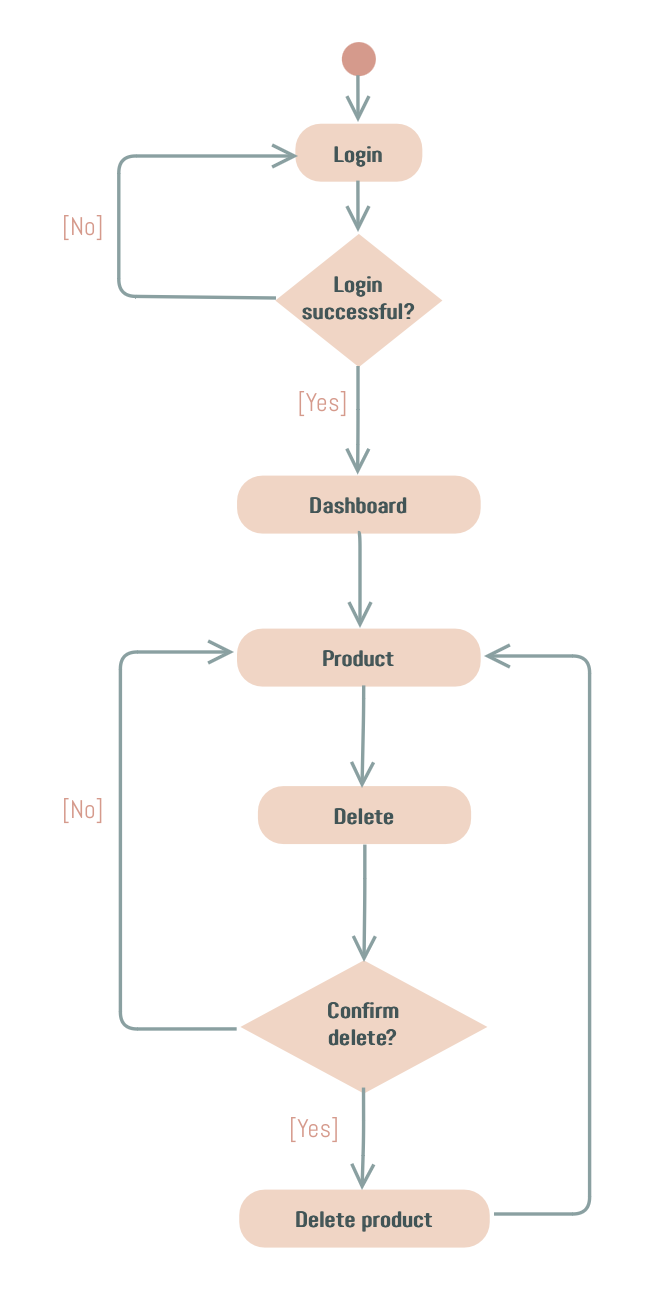 Login
[No]
Login
successful?
[Yes]
Dashboard
Product
[No]
Delete
Confirm
delete?
[Yes]
Delete product